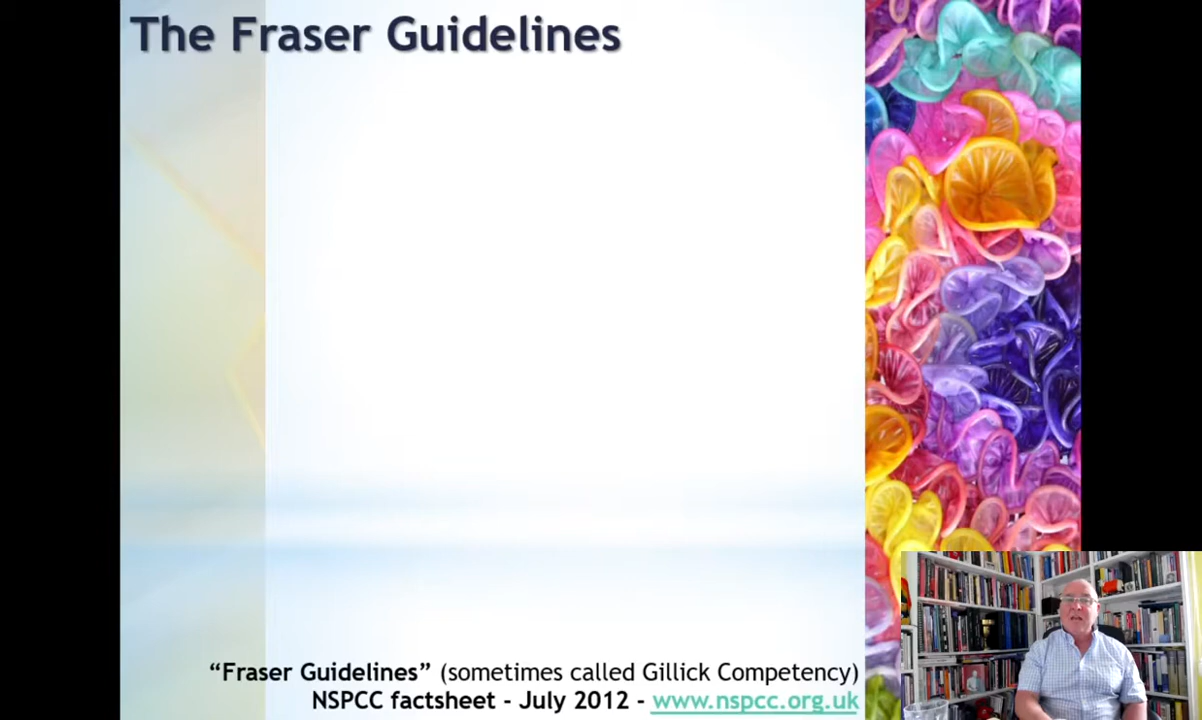 The Fraser Guidelines
“Fraser Guidelines” (sometimes called Gillick Competency)
NSPCC factsheet - July 2012 - www.nspcc.org.uk